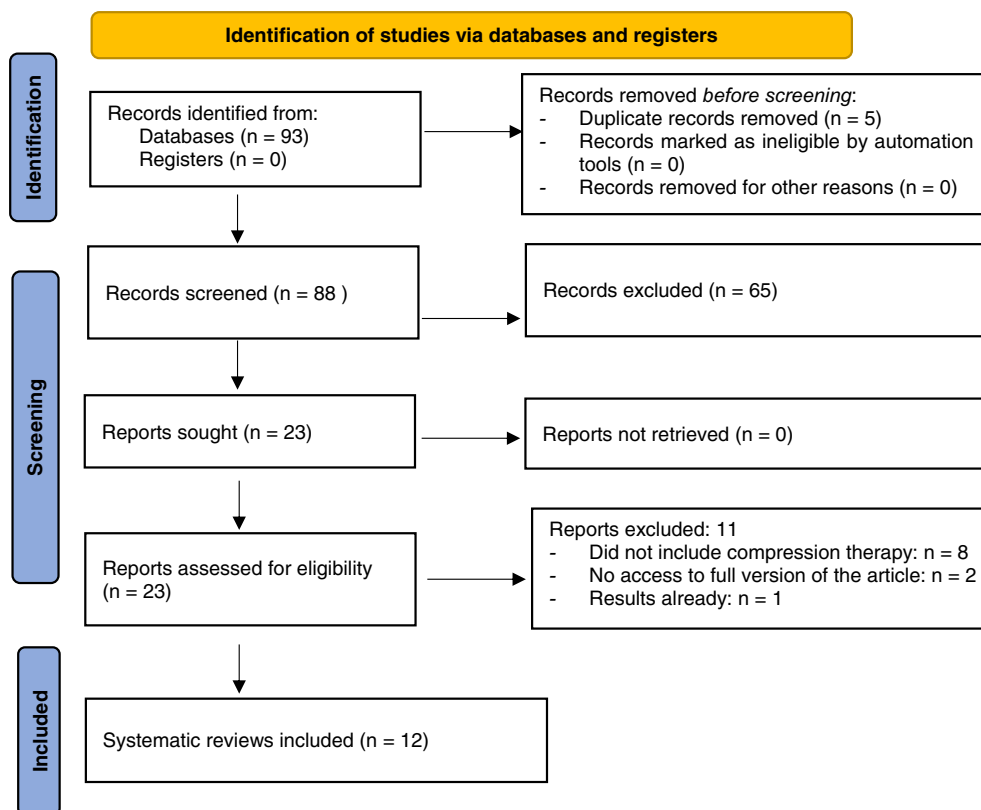 Identification of studies via databases and registers
Identification
Records identified from:
Databases (n = 93)
Registers (n = 0)
Records removed before screening:
- Duplicate records removed (n = 5)
- Records marked as ineligible by automation
tools (n = 0)
- Records removed for other reasons (n = 0)
Screening
Records screened (n = 88 )
Records excluded (n = 65)
Reports sought (n = 23)
Reports not retrieved (n = 0)
Reports assessed for eligibility
(n = 23)
Reports excluded: 11
- Did not include compression therapy: n = 8
- No access to full version of the article: n = 2
- Results already: n = 1
Included
Systematic reviews included (n = 12)